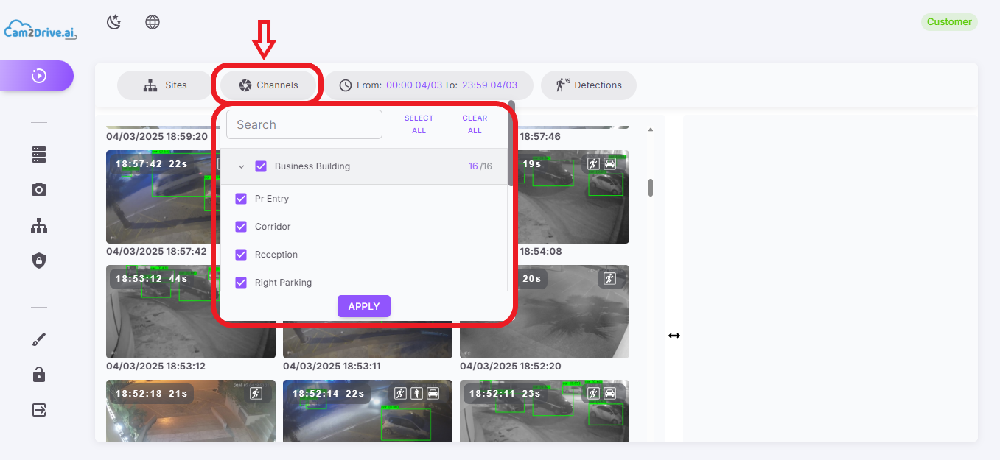 Cam2Drive.ai
Customer
Sites
Channels
From: 00:00 04/03 To: 23:59 04/03
Detections
Search
SELECT ALL
CLEAR ALL
Business Building
16/16
Pr Entry
Corridor
Reception
Right Parking
APPLY
04/03/2025 18:59:20
18:57:46
18:57:42 22s
19s
04/03/2025 18:57:42
18:54:08
18:53:12 44s
20s
04/03/2025 18:53:12
04/03/2025 18:53:11
04/03/2025 18:52:20
18:52:18 21s
18:52:14 22s
18:52:11 23s